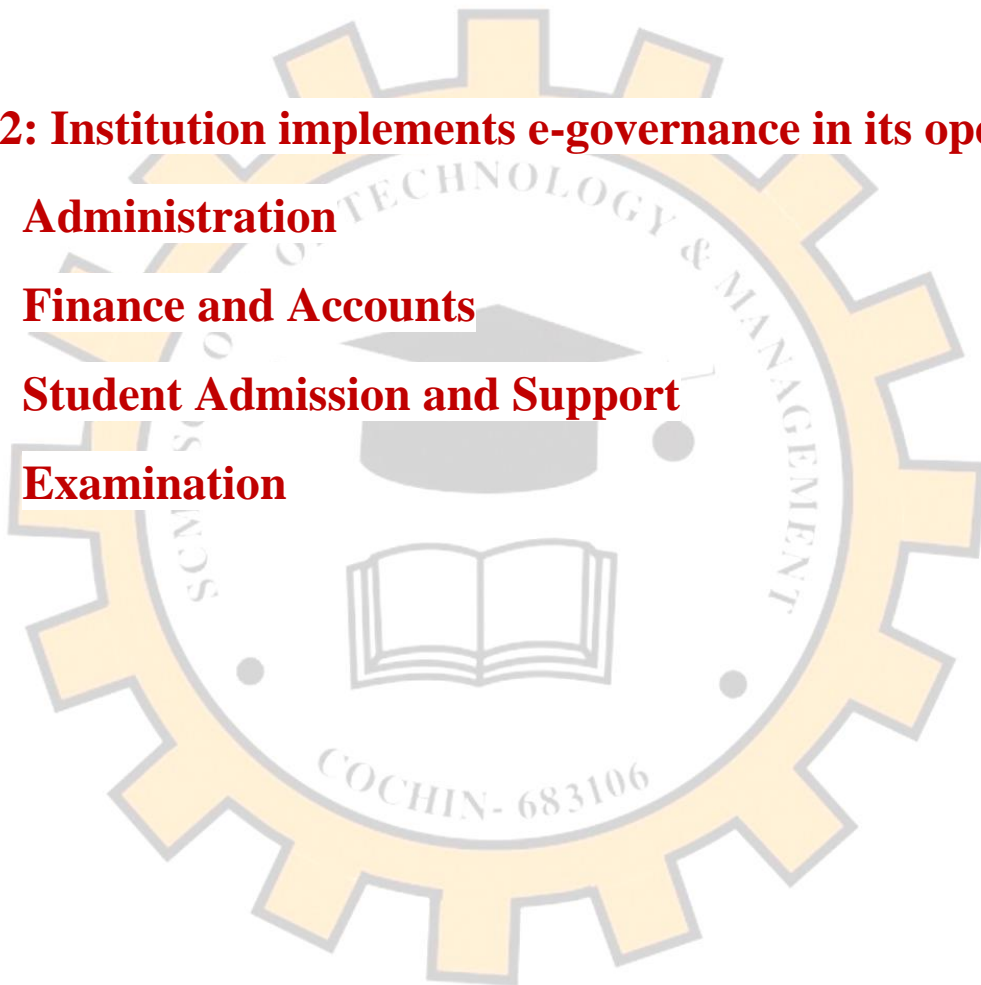 2: Institution implements e-governance in its ope
Administration
Finance and Accounts
Student Admission and Support
Examination
TECHNOLOGY & MANAGEMENT
COCHIN- 683106